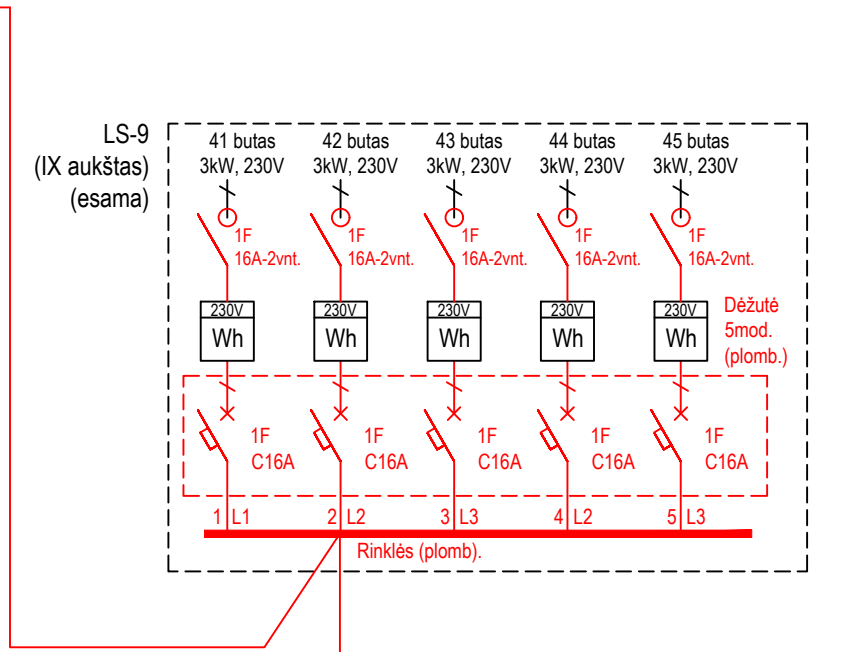 LS-9
(IX aukštas)
(esama)
41 butas
3kW, 230V
42 butas
3kW, 230V
43 butas
3kW, 230V
44 butas
3kW, 230V
45 butas
3kW, 230V
1F
16A-2vnt.
1F
16A-2vnt.
1F
16A-2vnt.
1F
16A-2vnt.
1F
16A-2vnt.
230V
Wh
230V
Wh
230V
Wh
230V
Wh
230V
Wh
Dėžutė
5mod.
(plomb.)
1F
C16A
1F
C16A
1F
C16A
1F
C16A
1F
C16A
1 L1
2 L2
3 L3
4 L2
5 L3
Rinklės (plomb).